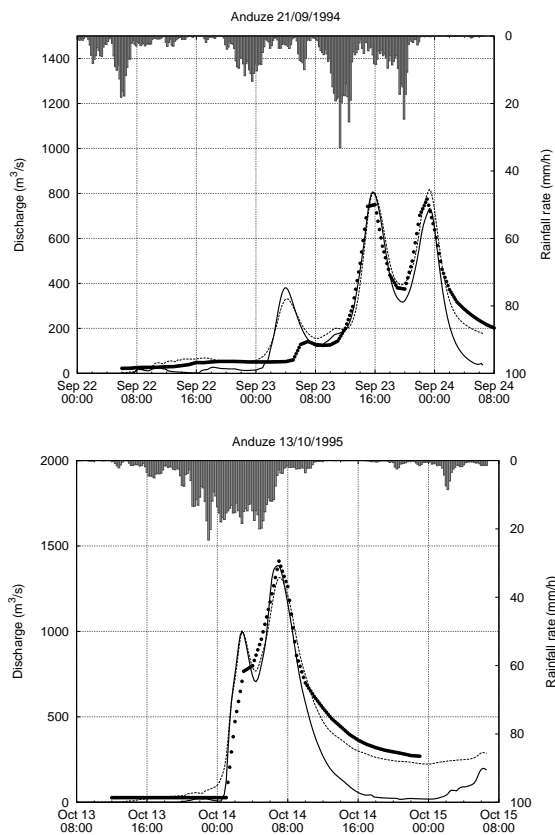 Anduze 21/09/1994
1500
1400
1200
1000
800
600
400
200
0
0
20
40
60
80
100
Discharge (m³/s)
Rainfall rate (mm/h)
Sep 22 Sep 22 Sep 22 Sep 23 Sep 23 Sep 23 Sep 24 Sep 24
00:00 08:00 16:00 00:00 08:00 16:00 00:00 08:00
Anduze 13/10/1995
2000
1500
1000
500
0
0
20
40
60
80
100
Discharge (m³/s)
Rainfall rate (mm/h)
Oct 13 Oct 13 Oct 14 Oct 14 Oct 14 Oct 15 Oct 15
08:00 16:00 00:00 08:00 16:00 00:00 08:00